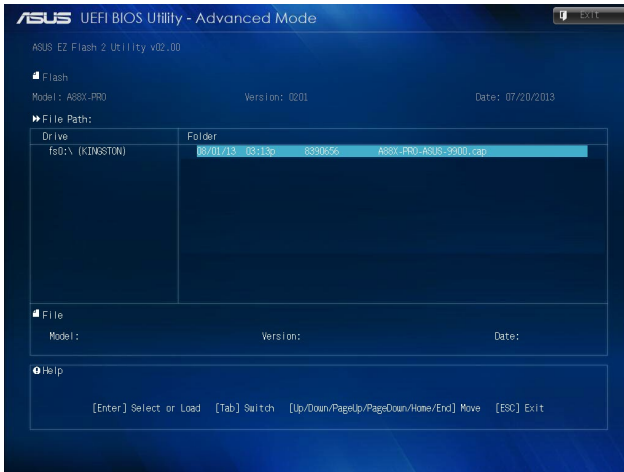 ASUS UEFI BIOS Utility - Advanced Mode
Exit
ASUS EZ Flash 2 Utility v02.00
Flash
Model: A88X-PRO Version: 0201 Date: 07/20/2013
File Path:
Drive Folder
fs0:\ (KINGSTON) 08/01/13 03:13p 8390656 A88X-PRO-ASUS-9900.cap
File
Model: Version: Date:
Help
[Enter] Select or Load [Tab] Switch [Up/Down/PageUp/PageDown/Home/End] Move [ESC] Exit